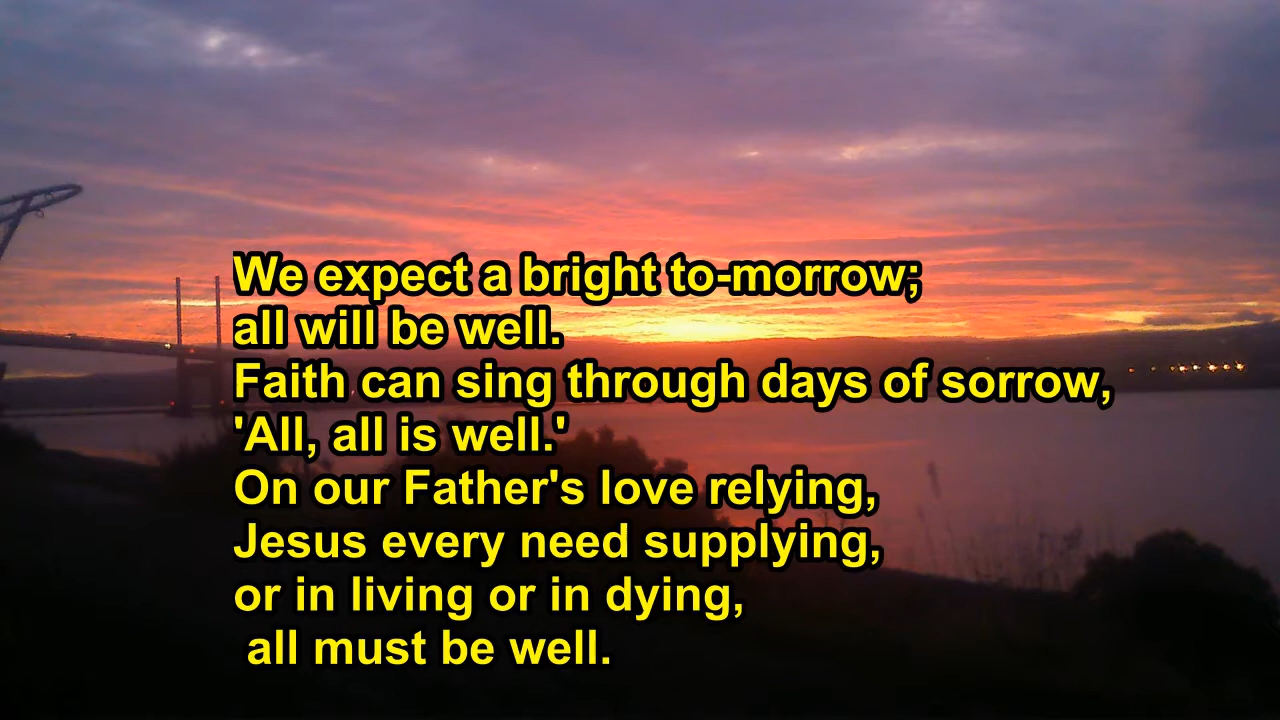 We expect a bright to-morrow;
all will be well.
Faith can sing through days of sorrow,
'All, all is well.'
On our Father's love relying,
Jesus every need supplying,
or in living or in dying,
all must be well.